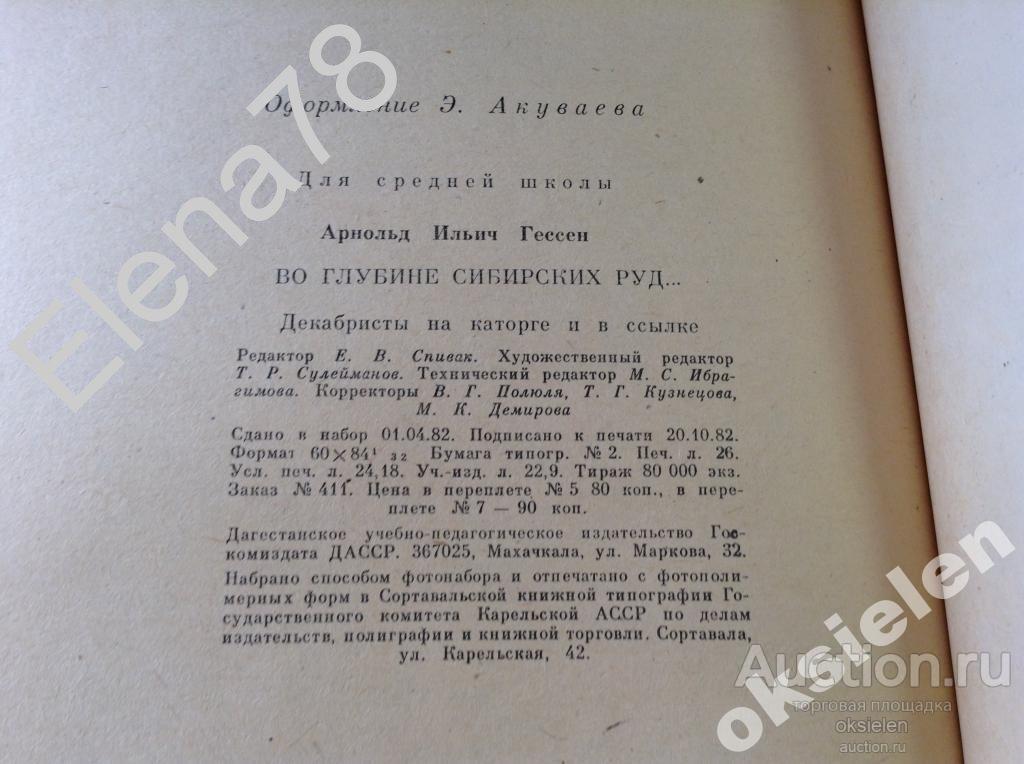 Оформление Э. Акуваева
Для средней школы
Арнольд Ильич Гессен
ВО ГЛУБИНЕ СИБИРСКИХ РУД...
Декабристы на каторге и в ссылке
Редактор Е. В. Спивак. Художественный редактор
Т. Р. Сулейманов. Технический редактор М. С. Ибра-
гимова. Корректоры В. Г. Полюля, Т. Г. Кузнецова,
М. К. Демирова
Сдано в набор 01.04.82. Подписано к печати 20.10.82.
Формат 60×84¹ ₃₂ Бумага типогр. № 2. Печ. л. 26.
Усл. печ л. 24,18. Уч.-изд. л. 22,9. Тираж 80 000 экз.
Заказ № 411. Цена в переплете № 5 80 коп., в пере-
плете № 7 — 90 коп.
Дагестанское учебно-педагогическое издательство Гос-
комиздата ДАССР. 367025, Махачкала, ул. Маркова, 32.
Набрано способом фотонабора и отпечатано с фотополи-
мерных форм в Сортавальской книжной типографии Го-
сударственного комитета Карельской АССР по делам
издательств, полиграфии и книжной торговли. Сортавала,
ул. Карельская, 42.
Elena78
oksielen
Auction.ru
торговая площадка
oksielen
auction.ru